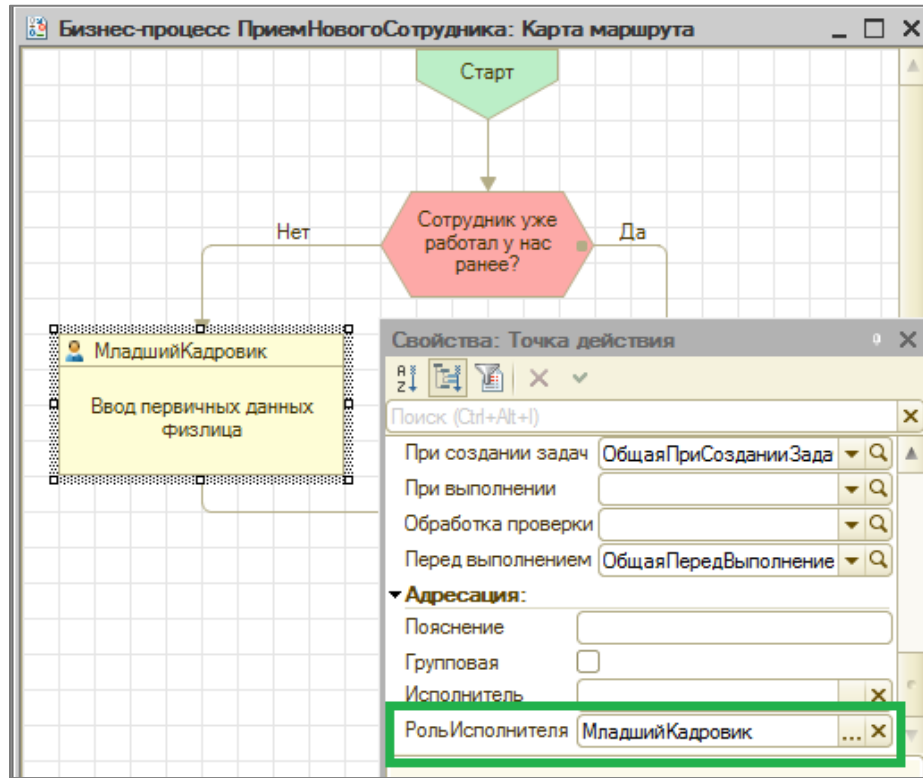 Бизнес-процесс ПриемНовогоСотрудника: Карта маршрута
Старт
Сотрудник уже
работал у нас
ранее?
Нет
Да
МладшийКадровик
Ввод первичных данных
физлица
Свойства: Точка действия
Поиск (Ctrl+Alt+I)
При создании задач ОбщаяПриСозданииЗада
При выполнении
Обработка проверки
Перед выполнением ОбщаяПередВыполнение
Адресация:
Пояснение
Групповая
Исполнитель
РольИсполнителя МладшийКадровик ...